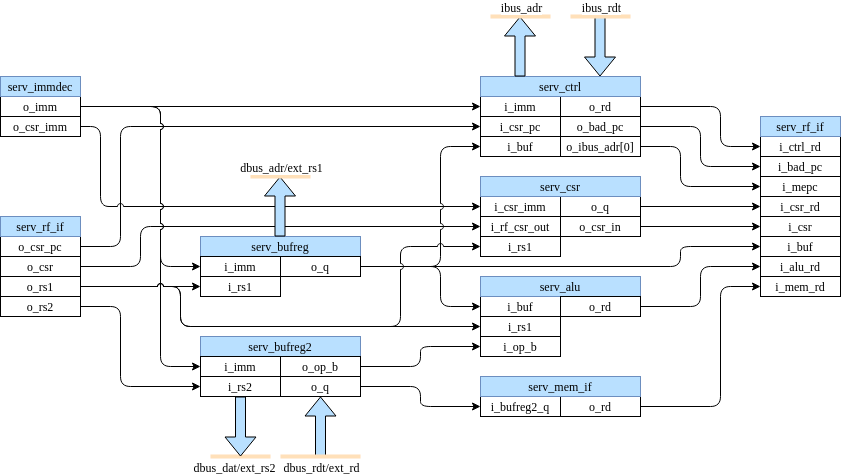 ibus_adr
ibus_rdt
serv_immdec
o_imm
o_csr_imm
serv_ctrl
i_imm
o_rd
i_csr_pc
o_bad_pc
i_buf
o_ibus_adr[0]
serv_rf_if
i_ctrl_rd
i_bad_pc
i_mepc
i_csr_rd
i_csr
i_buf
i_alu_rd
i_mem_rd
dbus_adr/ext_rs1
serv_csr
i_csr_imm
o_q
i_rf_csr_out
o_csr_in
i_rs1
serv_rf_if
o_csr_pc
o_csr
o_rs1
o_rs2
serv_bufreg
i_imm
o_q
i_rs1
serv_alu
i_buf
o_rd
i_rs1
i_op_b
serv_bufreg2
i_imm
o_op_b
i_rs2
o_q
serv_mem_if
i_bufreg2_q
o_rd
dbus_dat/ext_rs2
dbus_rdt/ext_rd